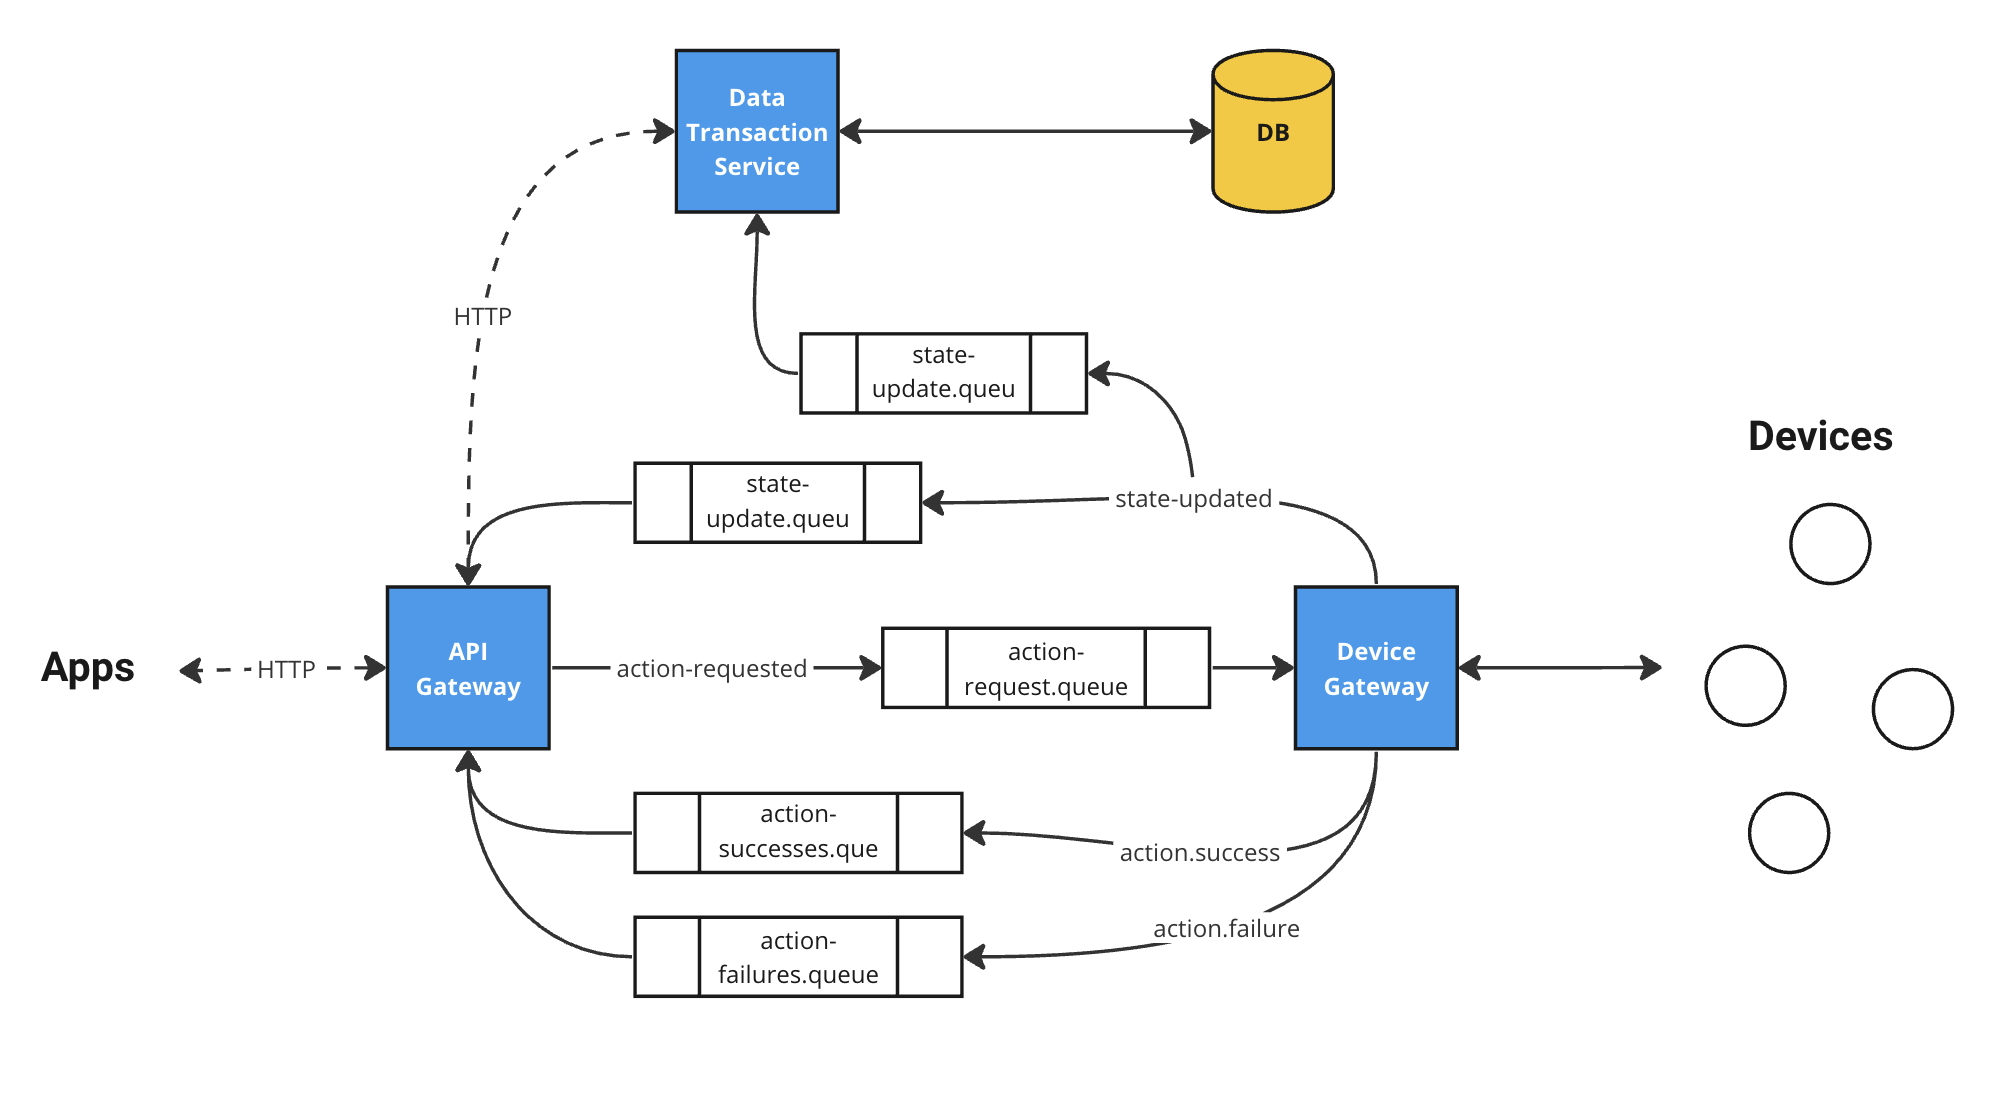 Data
Transaction
Service
DB
HTTP
state-
update.queu
state-
update.queu
state-updated
Devices
Apps
HTTP
API
Gateway
action-requested
action-
request.queue
Device
Gateway
action-
successes.que
action.success
action-
failures.queue
action.failure